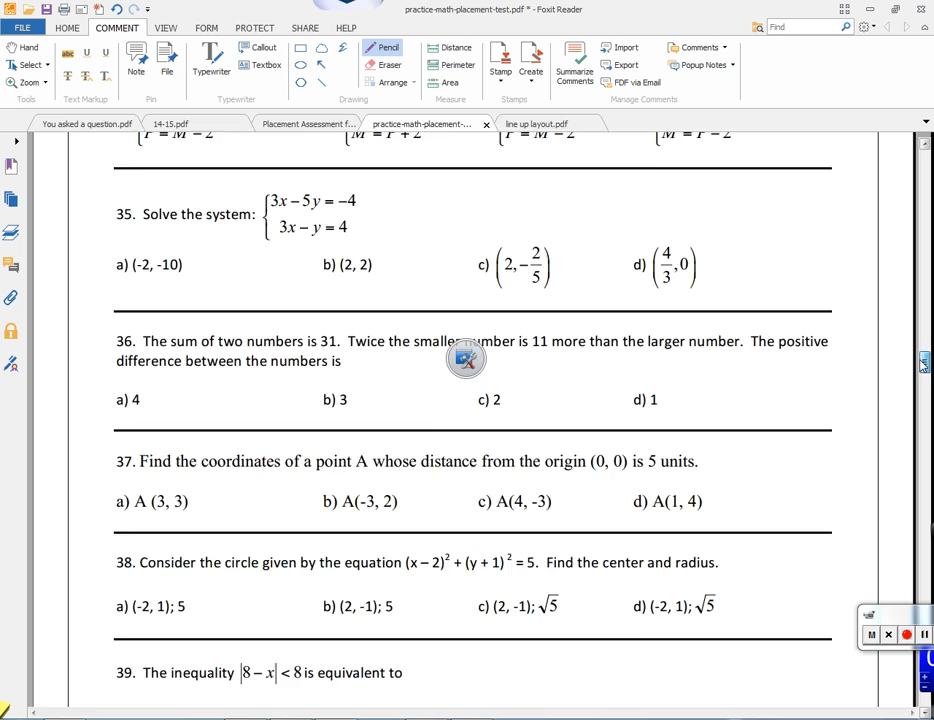 practice-math-placement-test.pdf * - Foxit Reader
FILE HOME COMMENT VIEW FORM PROTECT SHARE HELP
Find
Hand
Select
Zoom
Tools
abc U U
T T T
Text Markup
Note
File
Pin
Typewriter
Callout
Textbox
Typewriter
Pencil
Eraser
Arrange
Drawing
Distance
Perimeter
Area
Measure
Stamp
Create
Stamps
Summarize Comments
Import
Export
FDF via Email
Comments
Popup Notes
Manage Comments
You asked a question.pdf 14-15.pdf Placement Assessment f... practice-math-placement-... line up layout.pdf
F = M − 2 M = F + 2 F = M − 2 M = F − 2
35. Solve the system: { 3x − 5y = −4
3x − y = 4
a) (-2, -10) b) (2, 2) c) (2, −2/5) d) (4/3, 0)
36. The sum of two numbers is 31. Twice the smaller number is 11 more than the larger number. The positive
difference between the numbers is
a) 4 b) 3 c) 2 d) 1
37. Find the coordinates of a point A whose distance from the origin (0, 0) is 5 units.
a) A (3, 3) b) A(-3, 2) c) A(4, -3) d) A(1, 4)
38. Consider the circle given by the equation (x – 2)² + (y + 1)² = 5. Find the center and radius.
a) (-2, 1); 5 b) (2, -1); 5 c) (2, -1); √5 d) (-2, 1); √5
39. The inequality |8 − x| < 8 is equivalent to
M